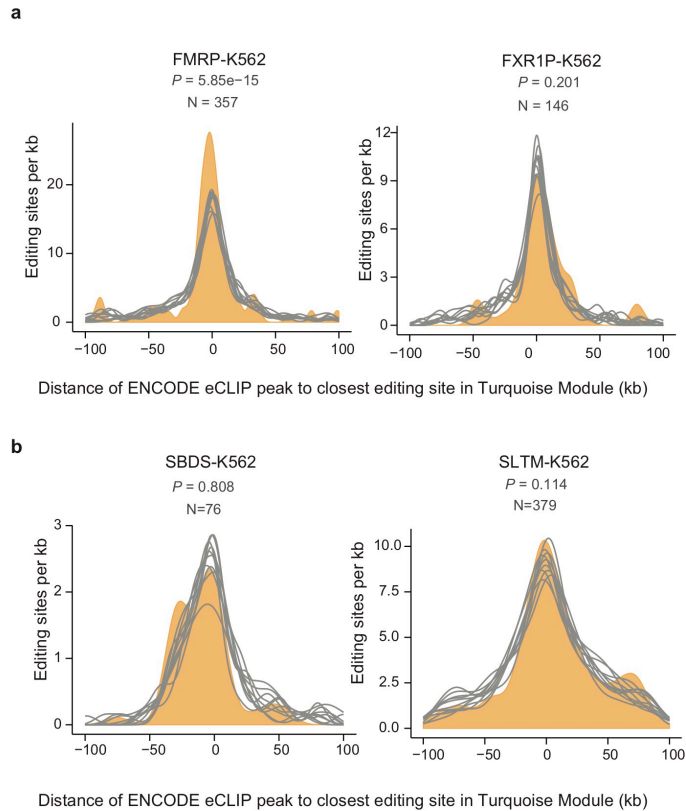 a
FMRP-K562
P = 5.85e−15
N = 357
Editing sites per kb
20
10
0
−100
−50
0
50
100
FXR1P-K562
P = 0.201
N = 146
Editing sites per kb
12
9
6
3
0
−100
−50
0
50
100
Distance of ENCODE eCLIP peak to closest editing site in Turquoise Module (kb)
b
SBDS-K562
P = 0.808
N=76
Editing sites per kb
3
2
1
0
−100
−50
0
50
100
SLTM-K562
P = 0.114
N=379
Editing sites per kb
10.0
7.5
5.0
2.5
0.0
−100
−50
0
50
100
Distance of ENCODE eCLIP peak to closest editing site in Turquoise Module (kb)